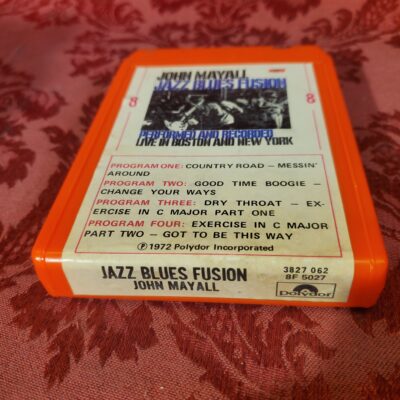 JOHN MAYALL
JAZZ BLUES FUSION
8 8
PERFORMED AND RECORDED
LIVE IN BOSTON AND NEW YORK
PROGRAM ONE: COUNTRY ROAD – MESSIN'
AROUND
PROGRAM TWO: GOOD TIME BOOGIE –
CHANGE YOUR WAYS
PROGRAM THREE: DRY THROAT – EX-
ERCISE IN C MAJOR PART ONE
PROGRAM FOUR: EXERCISE IN C MAJOR
PART TWO – GOT TO BE THIS WAY
Ⓟ 1972 Polydor Incorporated
JAZZ BLUES FUSION
JOHN MAYALL
3827 062
8F 5027
Polydor